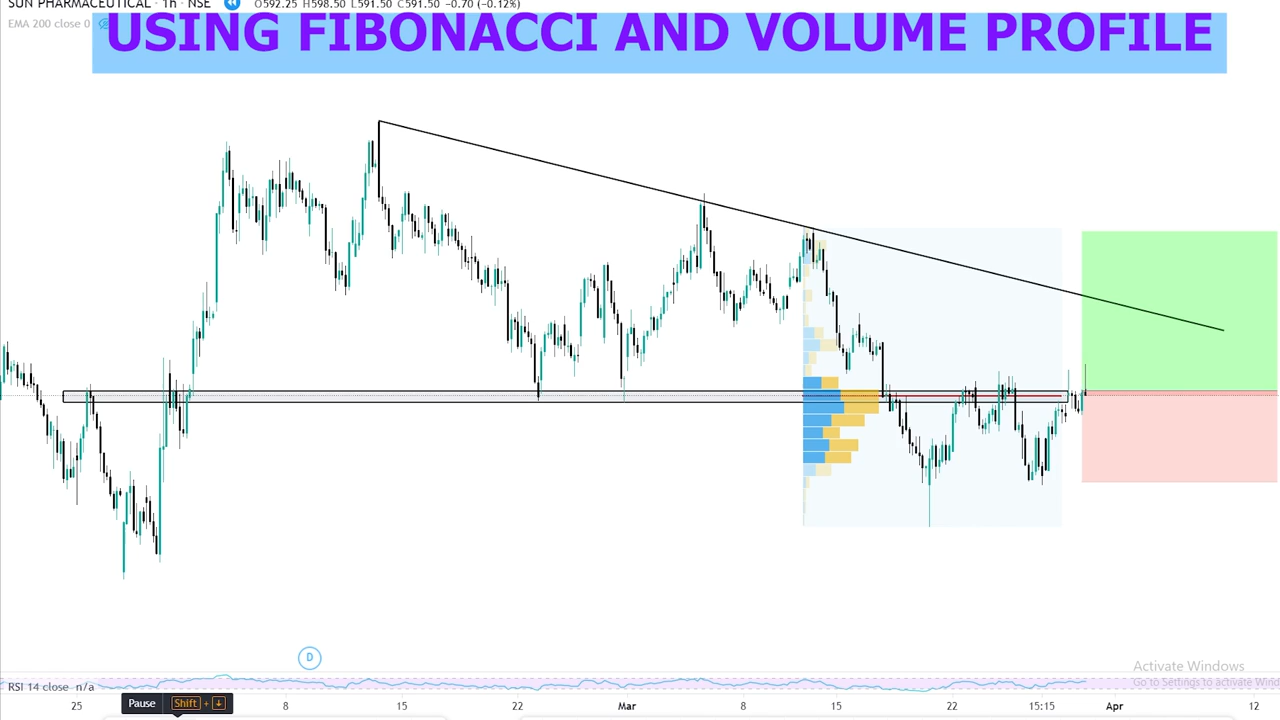 SUN PHARMACEUTICAL · 1h · NSE O592.25 H598.50 L591.50 C591.50 -0.70 (-0.12%)
EMA 200 close 0
USING FIBONACCI AND VOLUME PROFILE
D
Activate Windows
Go to Settings to activate Wind
RSI 14 close n/a
Pause Shift + ↓
25 8 15 22 Mar 8 15 22 15:15 Apr 12